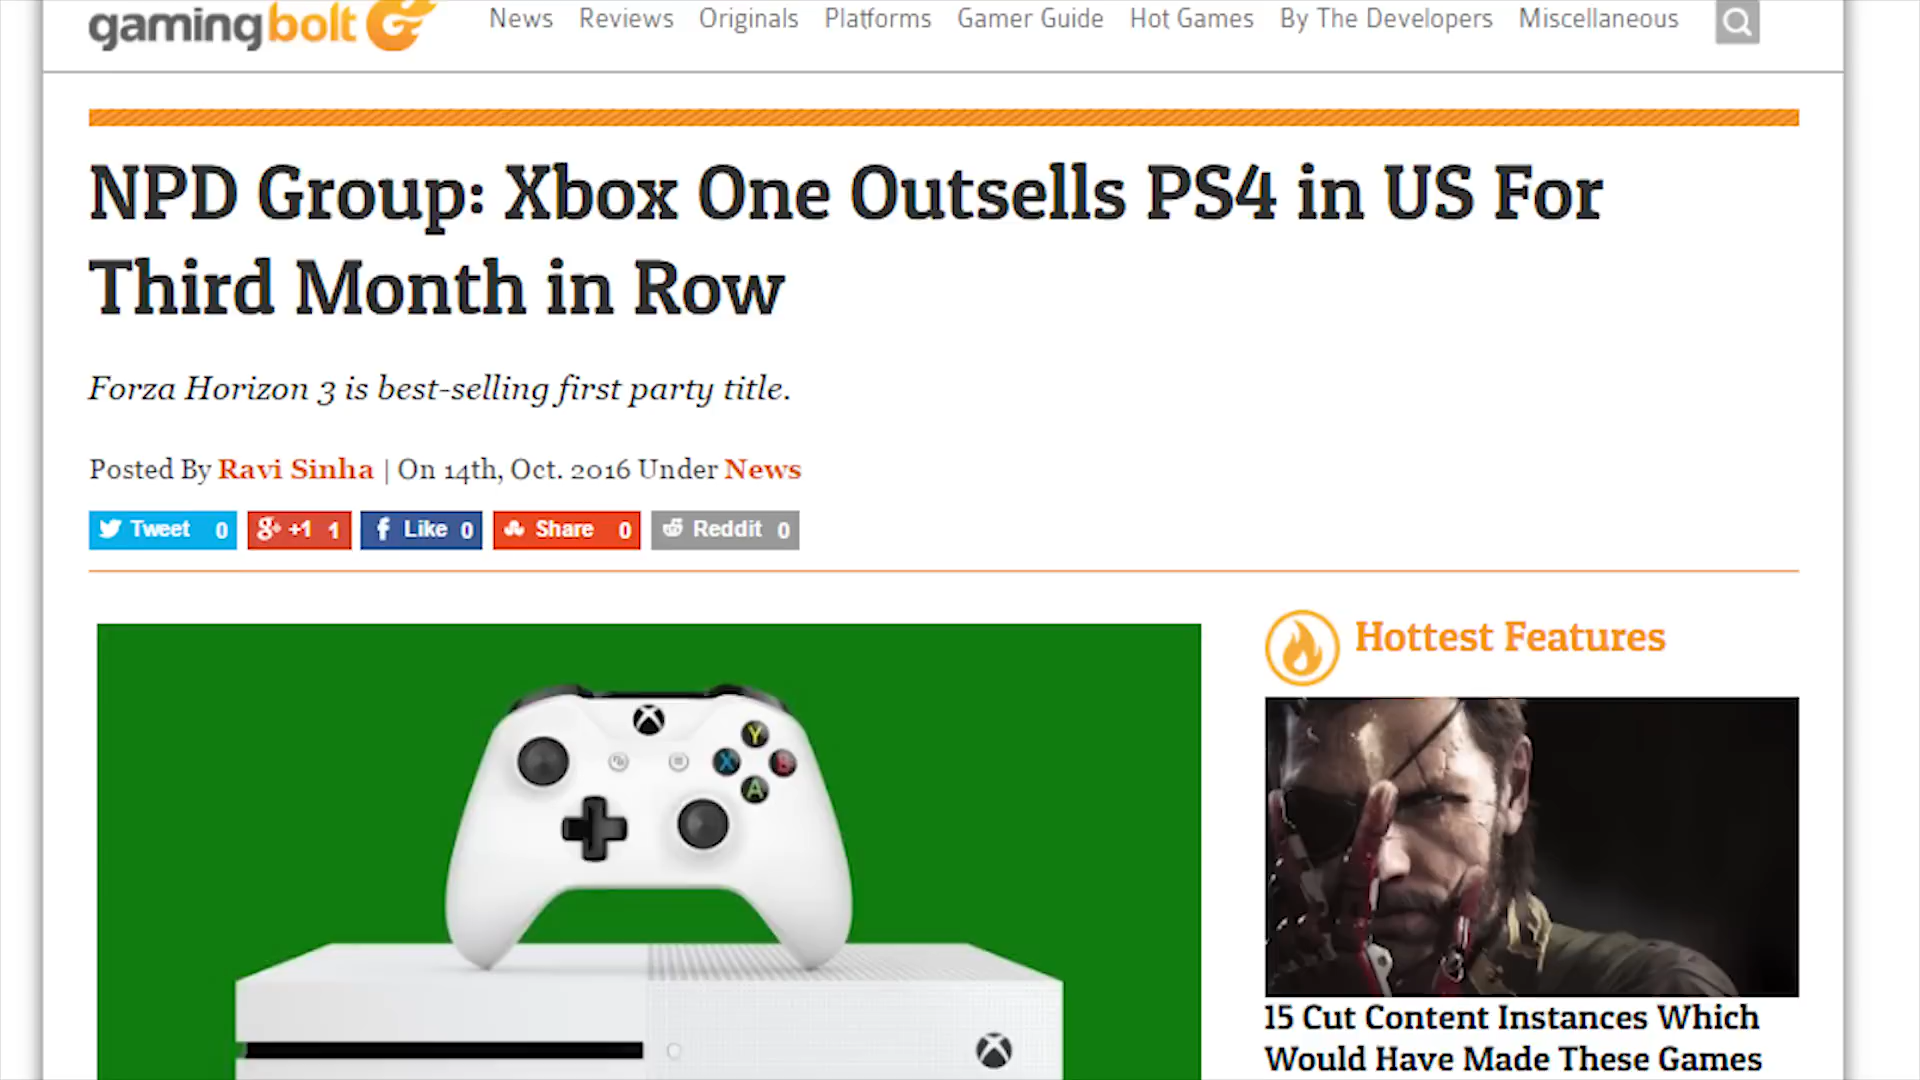 gamingbolt
News Reviews Originals Platforms Gamer Guide Hot Games By The Developers Miscellaneous
NPD Group: Xbox One Outsells PS4 in US For
Third Month in Row
Forza Horizon 3 is best-selling first party title.
Posted By Ravi Sinha | On 14th, Oct. 2016 Under News
Tweet 0 g+ +1 1 f Like 0 Share 0 Reddit 0
Hottest Features
Y
X B
A
15 Cut Content Instances Which
Would Have Made These Games